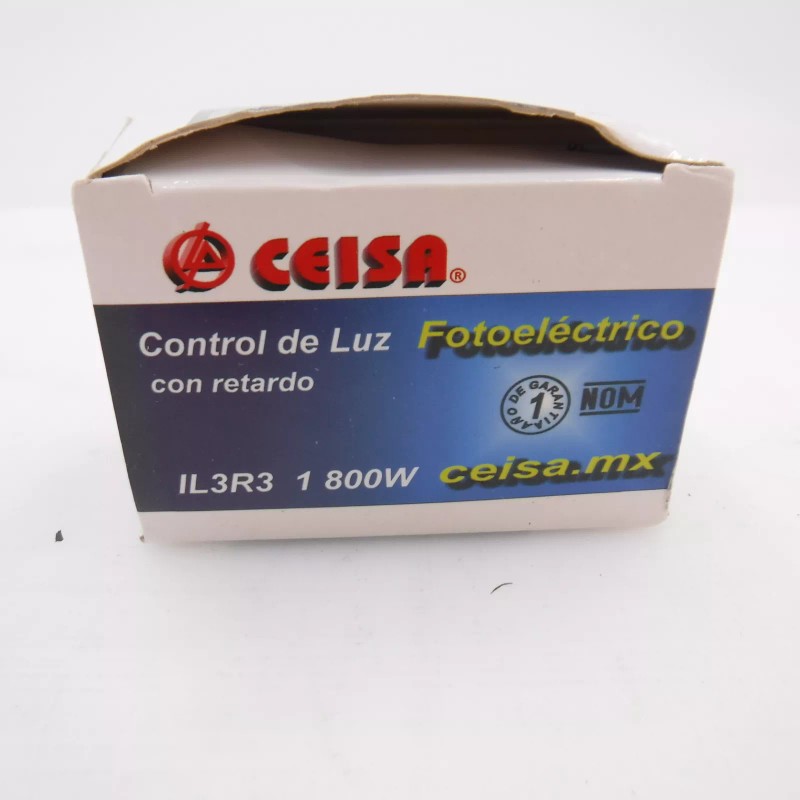 CEISA®
Control de Luz Fotoeléctrico
con retardo
1 AÑO DE GARANTIA
NOM
IL3R3 1 800W ceisa.mx